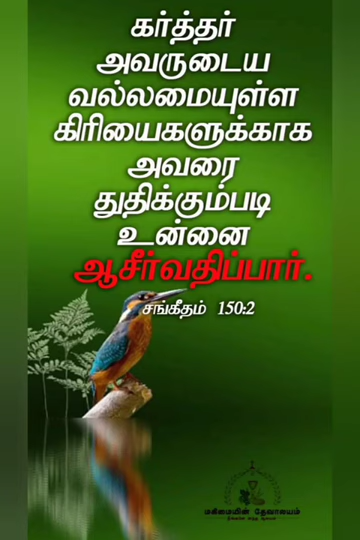 கர்த்தர்
அவருடைய
வல்லமையுள்ள
கிரியைகளுக்காக
அவரை
துதிக்கும்படி
உன்னை
ஆசீர்வதிப்பார்.
சங்கீதம் 150:2
மகிமையின் தேவாலயம்